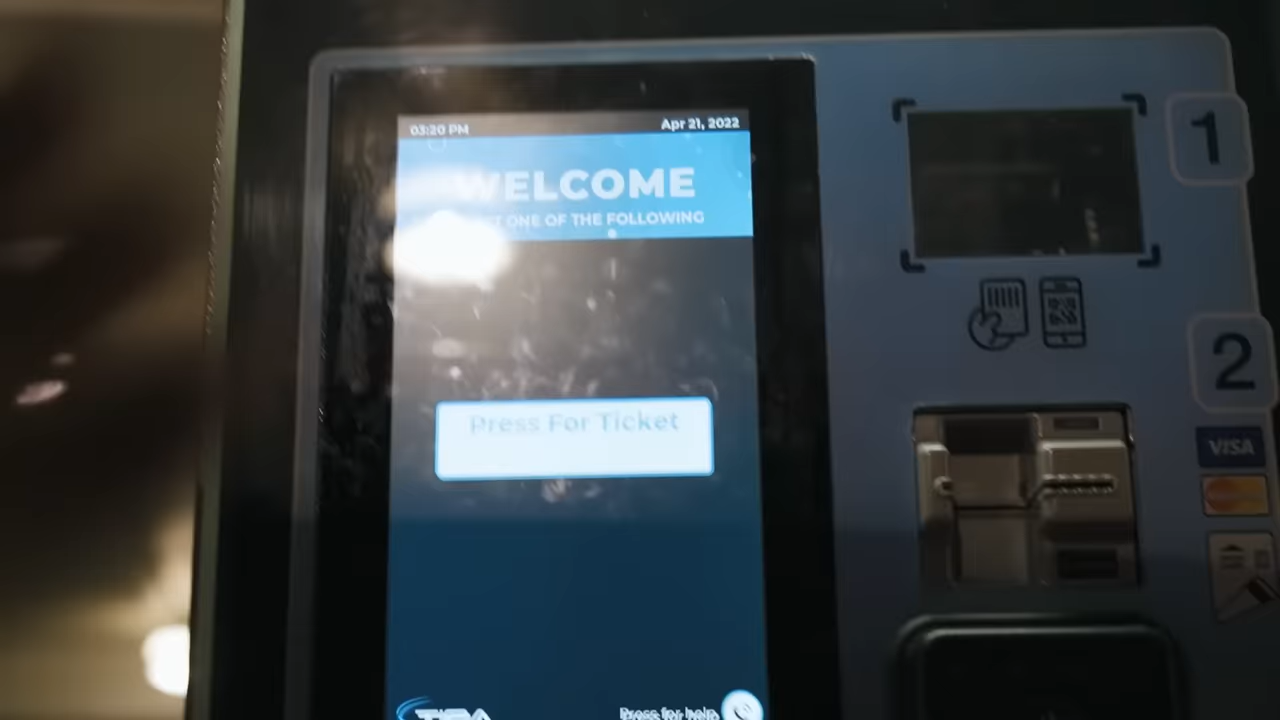 03:20 PM
Apr 21, 2022
WELCOME
ONE OF THE FOLLOWING
Press For Ticket
Press for help
1
2
VISA